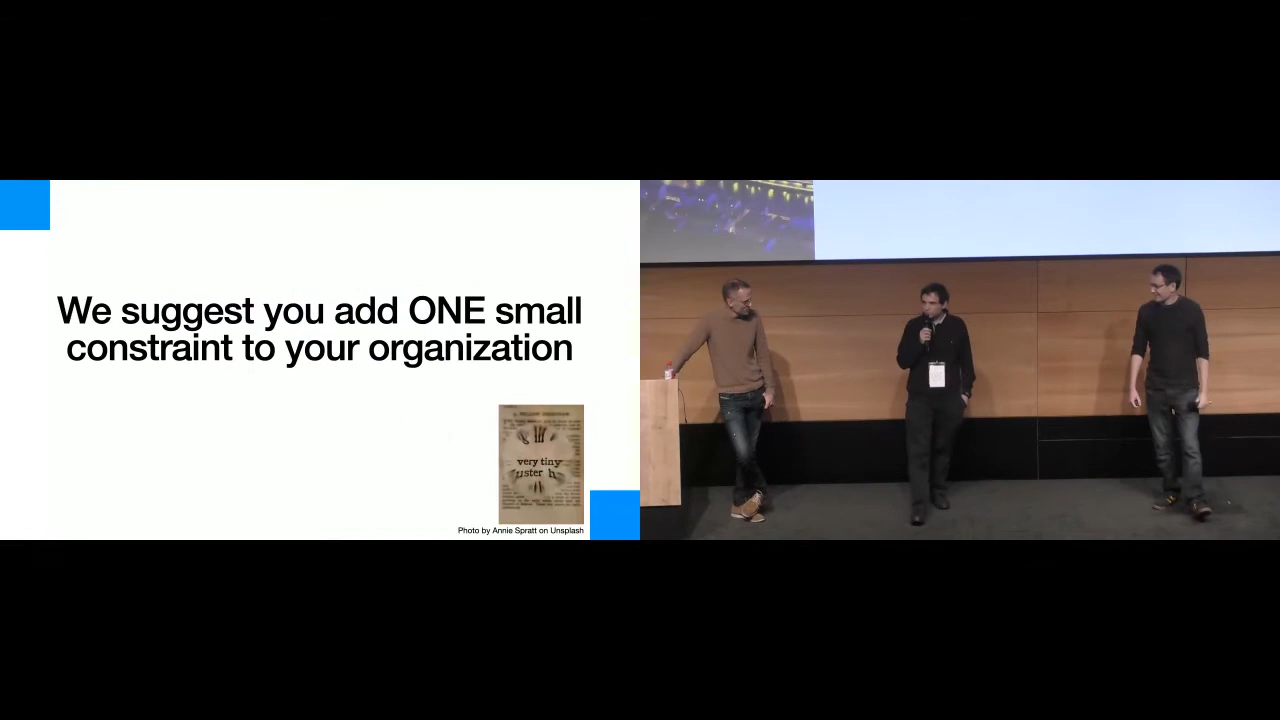 We suggest you add ONE small
constraint to your organization
very tiny
Photo by Annie Spratt on Unsplash